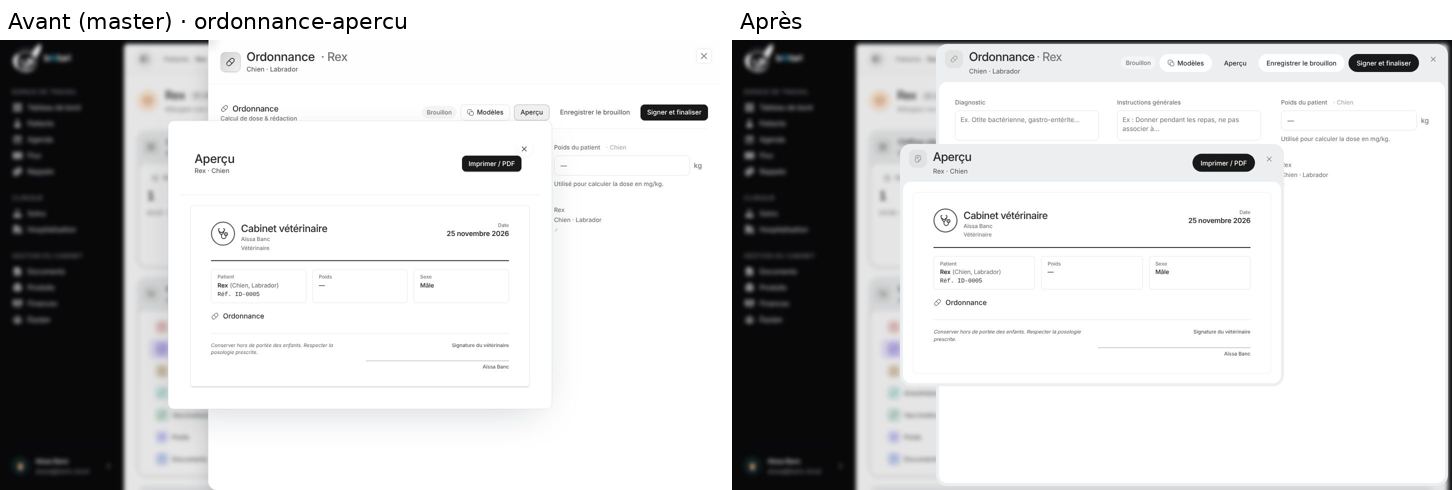 Avant (master) · ordonnance-apercu
Ordonnance · Rex
Chien · Labrador
Ordonnance
Calcul de dose & rédaction
Brouillon
Modèles
Aperçu
Enregistrer le brouillon
Signer et finaliser
Poids du patient · Chien
—
kg
Utilisé pour calculer la dose en mg/kg.
Rex
Chien · Labrador
Aperçu
Rex · Chien
Imprimer / PDF
Cabinet vétérinaire
Aïssa Banc
Vétérinaire
Date
25 novembre 2026
Patient
Rex (Chien, Labrador)
Réf. ID-0005
Poids
—
Sexe
Mâle
Ordonnance
Conserver hors de portée des enfants. Respecter la
posologie prescrite.
Signature du vétérinaire
Aïssa Banc
Après
Ordonnance · Rex
Chien · Labrador
Brouillon
Modèles
Aperçu
Enregistrer le brouillon
Signer et finaliser
Diagnostic
Ex. Otite bactérienne, gastro-entérite…
Instructions générales
Ex : Donner pendant les repas, ne pas
associer à…
Poids du patient · Chien
—
kg
Utilisé pour calculer la dose en mg/kg.
Chien · Labrador
Aperçu
Rex · Chien
Imprimer / PDF
Cabinet vétérinaire
Aïssa Banc
Vétérinaire
Date
25 novembre 2026
Patient
Rex (Chien, Labrador)
Réf. ID-0005
Poids
—
Sexe
Mâle
Ordonnance
Conserver hors de portée des enfants. Respecter la posologie
prescrite.
Signature du vétérinaire
Aïssa Banc